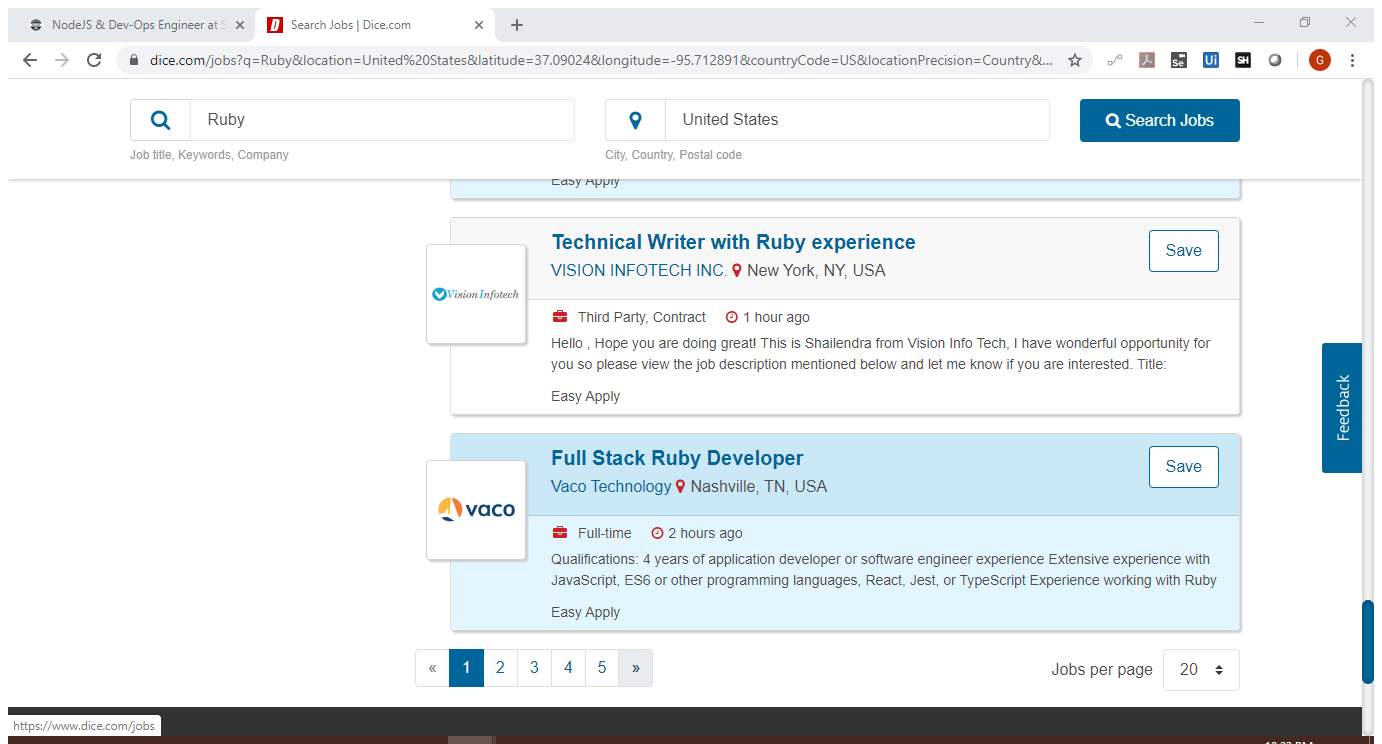 NodeJS & Dev-Ops Engineer at S
Search Jobs | Dice.com
dice.com/jobs?q=Ruby&location=United%20States&latitude=37.09024&longitude=-95.712891&countryCode=US&locationPrecision=Country&...
Se
Ui
SH
G
Ruby
United States
Search Jobs
Job title, Keywords, Company
City, Country, Postal code
Easy Apply
Technical Writer with Ruby experience
Save
VISION INFOTECH INC. New York, NY, USA
Vision Infotech
Third Party, Contract 1 hour ago
Hello , Hope you are doing great! This is Shailendra from Vision Info Tech, I have wonderful opportunity for
you so please view the job description mentioned below and let me know if you are interested. Title:
Easy Apply
Feedback
Full Stack Ruby Developer
Save
Vaco Technology Nashville, TN, USA
vaco
Full-time 2 hours ago
Qualifications: 4 years of application developer or software engineer experience Extensive experience with
JavaScript, ES6 or other programming languages, React, Jest, or TypeScript Experience working with Ruby
Easy Apply
« 1 2 3 4 5 »
Jobs per page 20
https://www.dice.com/jobs